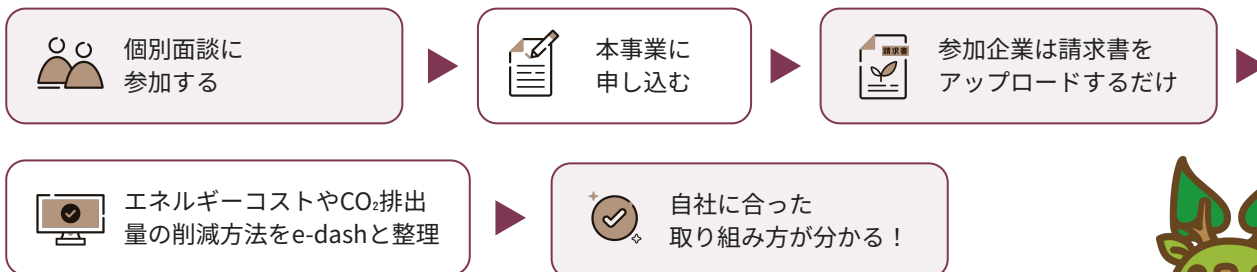 個別面談に
参加する
本事業に
申し込む
請求書
参加企業は請求書を
アップロードするだけ
エネルギーコストやCO₂排出
量の削減方法をe-dashと整理
自社に合った
取り組み方が分かる！